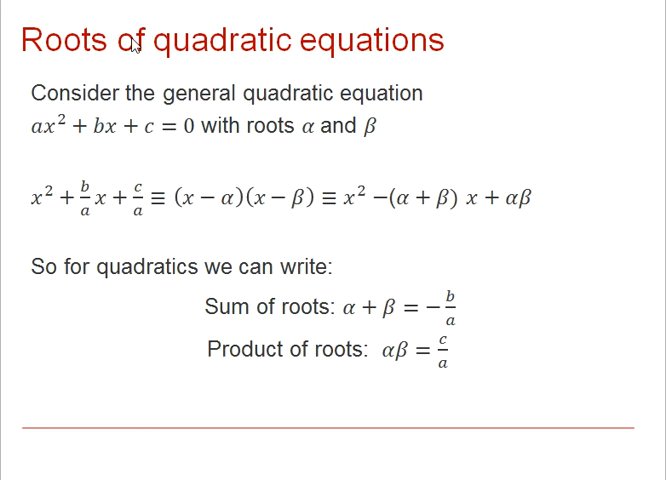 Roots of quadratic equations
Consider the general quadratic equation
𝑎𝑥² + 𝑏𝑥 + 𝑐 = 0 with roots 𝛼 and 𝛽
𝑥² + 𝑏/𝑎 𝑥 + 𝑐/𝑎 ≡ (𝑥 − 𝛼)(𝑥 − 𝛽) ≡ 𝑥² −(𝛼 + 𝛽) 𝑥 + 𝛼𝛽
So for quadratics we can write:
Sum of roots: 𝛼 + 𝛽 = − 𝑏/𝑎
Product of roots: 𝛼𝛽 = 𝑐/𝑎